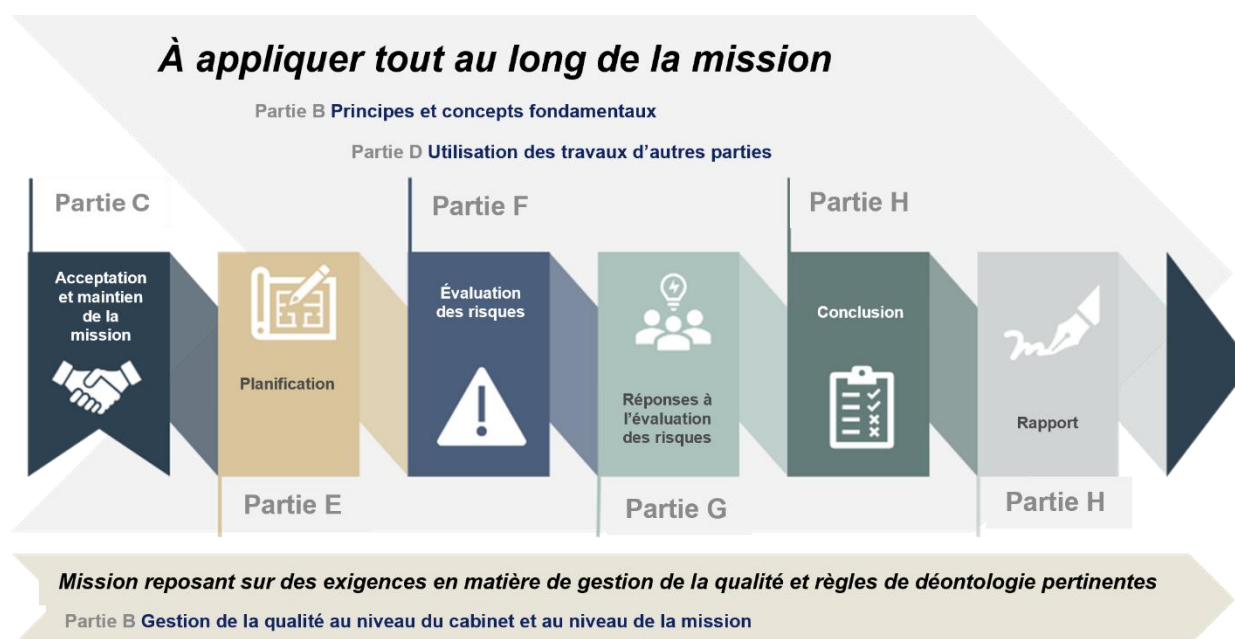 À appliquer tout au long de la mission
Partie B Principes et concepts fondamentaux
Partie D Utilisation des travaux d’autres parties
Partie C
Partie F
Partie H
Acceptation
et maintien
de la
mission
Planification
Évaluation
des risques
Réponses à
l’évaluation
des risques
Conclusion
Rapport
Partie E
Partie G
Partie H
Mission reposant sur des exigences en matière de gestion de la qualité et règles de déontologie pertinentes
Partie B Gestion de la qualité au niveau du cabinet et au niveau de la mission